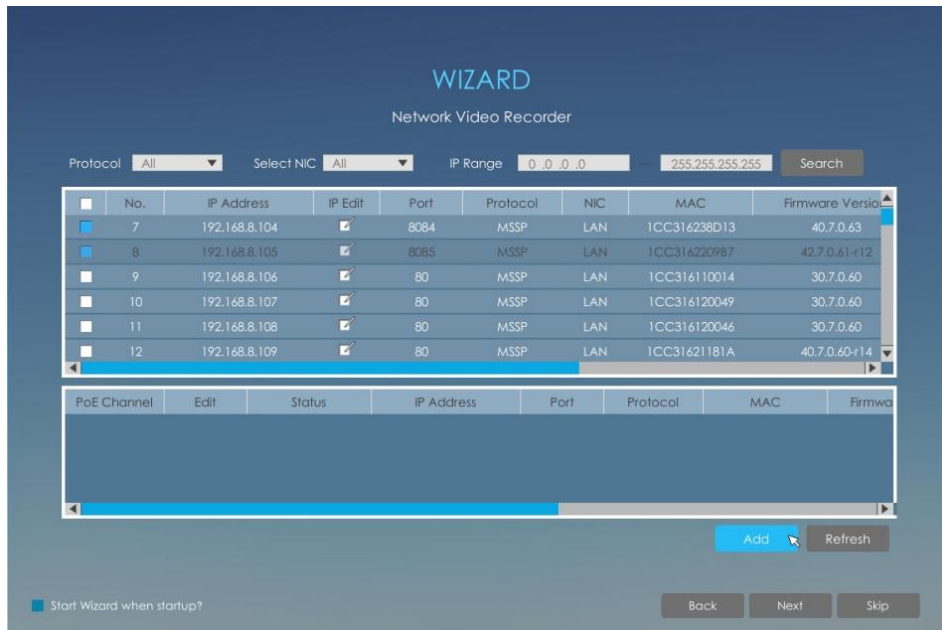 WIZARD
Network Video Recorder
Protocol All Select NIC All IP Range 0 .0 .0 .0 — 255.255.255.255 Search
No. IP Address IP Edit Port Protocol NIC MAC Firmware Versio
7 192.168.8.104 8084 MSSP LAN 1CC316238D13 40.7.0.63
8 192.168.8.105 8085 MSSP LAN 1CC3162209B7 42.7.0.61-r12
9 192.168.8.106 80 MSSP LAN 1CC316110014 30.7.0.60
10 192.168.8.107 80 MSSP LAN 1CC316120049 30.7.0.60
11 192.168.8.108 80 MSSP LAN 1CC316120046 30.7.0.60
12 192.168.8.109 80 MSSP LAN 1CC31621181A 40.7.0.60-r14
PoE Channel Edit Status IP Address Port Protocol MAC Firmwa
Add Refresh
Start Wizard when startup? Back Next Skip